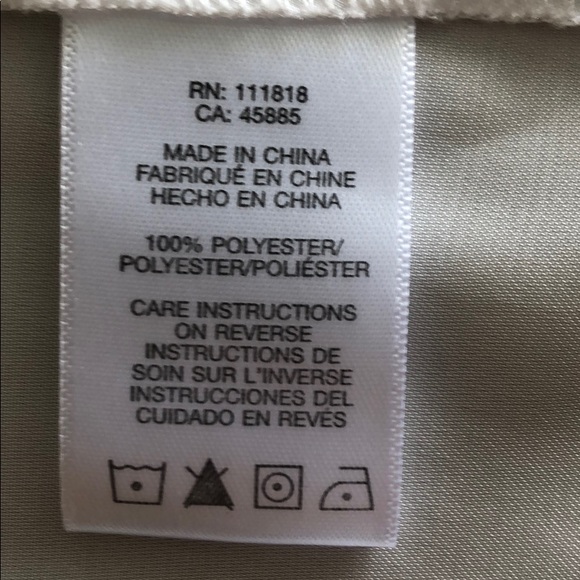 RN: 111818
CA: 45885
MADE IN CHINA
FABRIQUÉ EN CHINE
HECHO EN CHINA
100% POLYESTER/
POLYESTER/POLIÉSTER
CARE INSTRUCTIONS
ON REVERSE
INSTRUCTIONS DE
SOIN SUR L'INVERSE
INSTRUCCIONES DEL
CUIDADO EN REVÉS